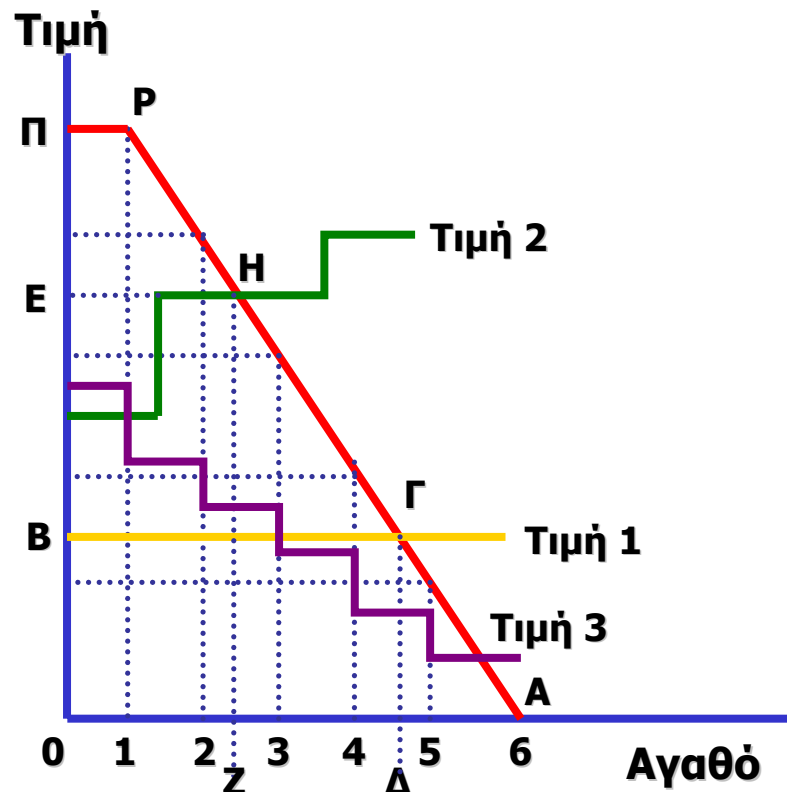 Τιμή
Ρ
Π
Τιμή 2
Η
Ε
Γ
Β
Τιμή 1
Τιμή 3
Α
0 1 2 3 4 5 6
Αγαθό
Ζ Δ